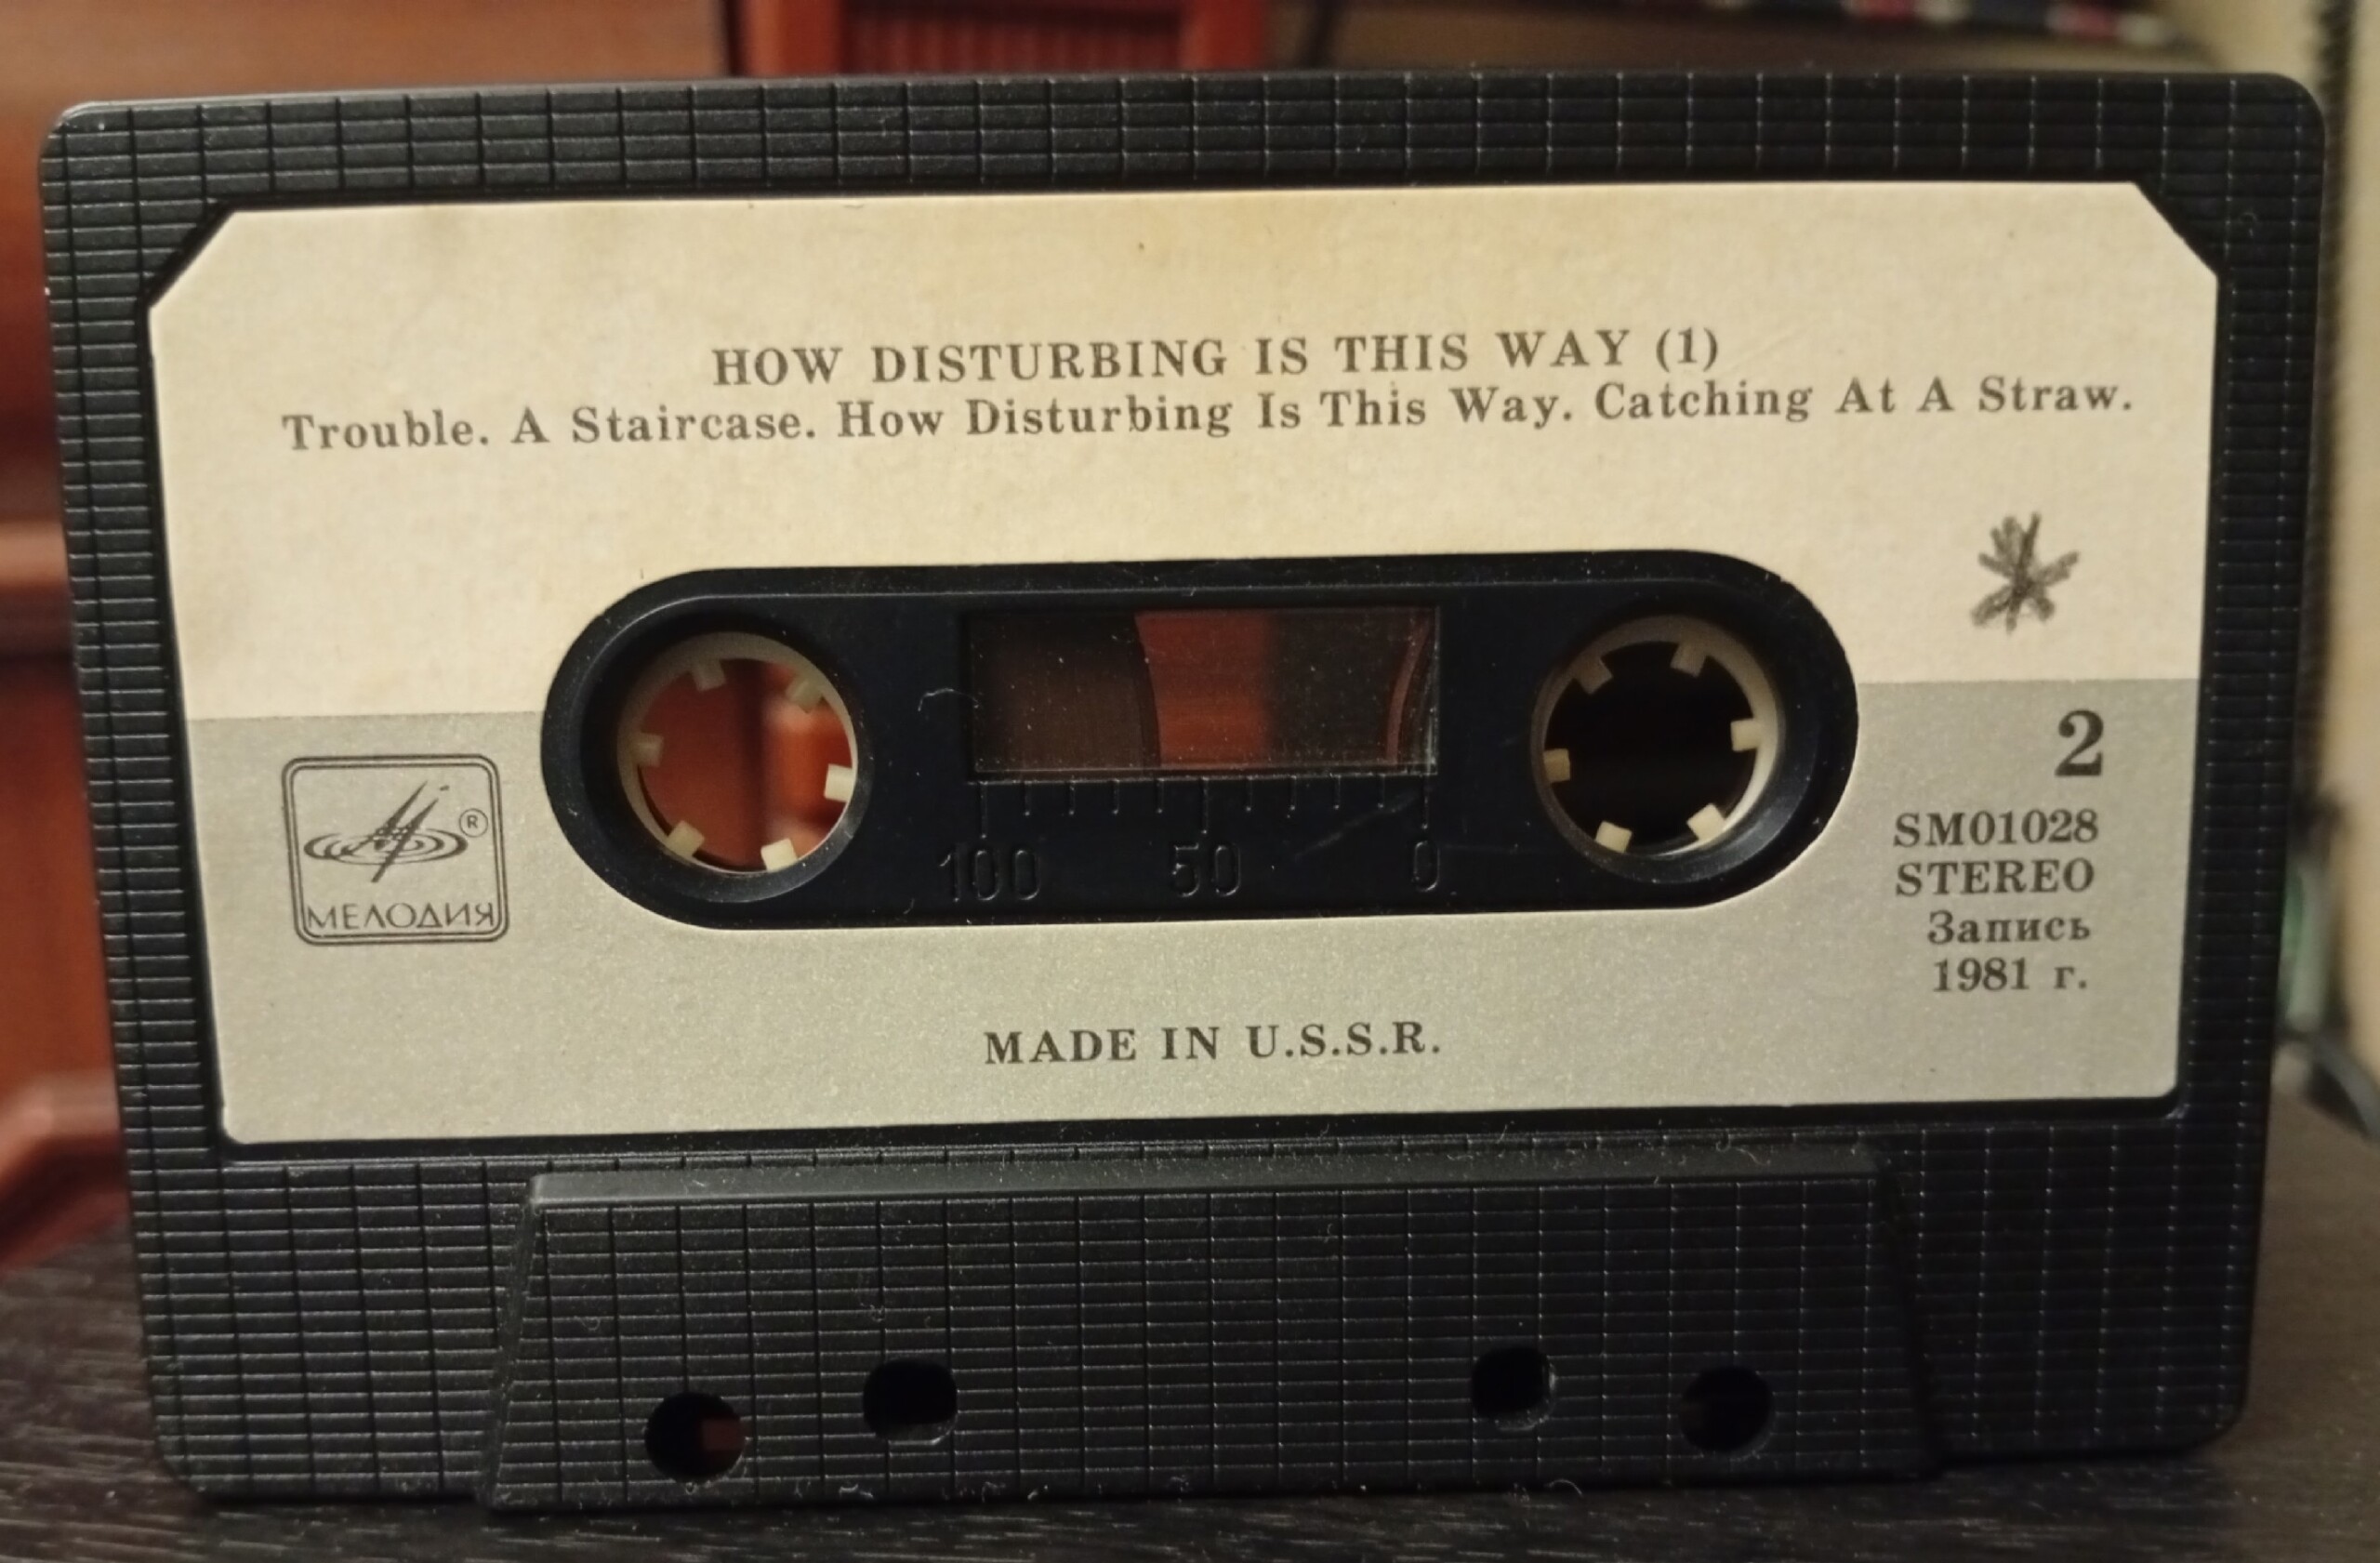 HOW DISTURBING IS THIS WAY (1)
Trouble. A Staircase. How Disturbing Is This Way. Catching At A Straw.
2
SM01028
STEREO
Запись
1981 г.
®
МЕЛОДИЯ
100 50 0
MADE IN U.S.S.R.